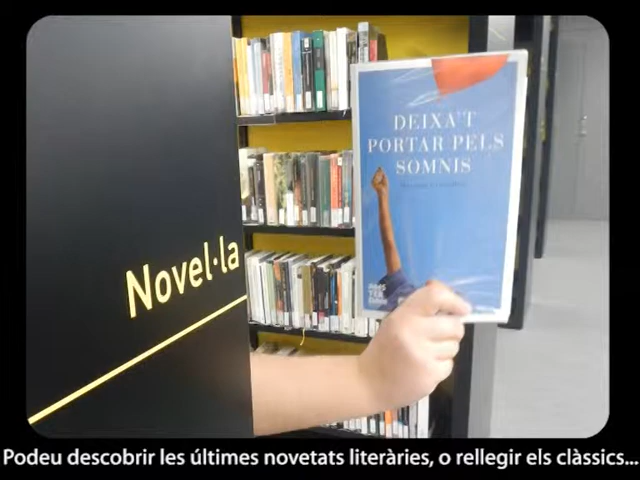 DEIXA'T
PORTAR PELS
SOMNIS
Novel·la
Podeu descobrir les últimes novetats literàries, o rellegir els clàssics...